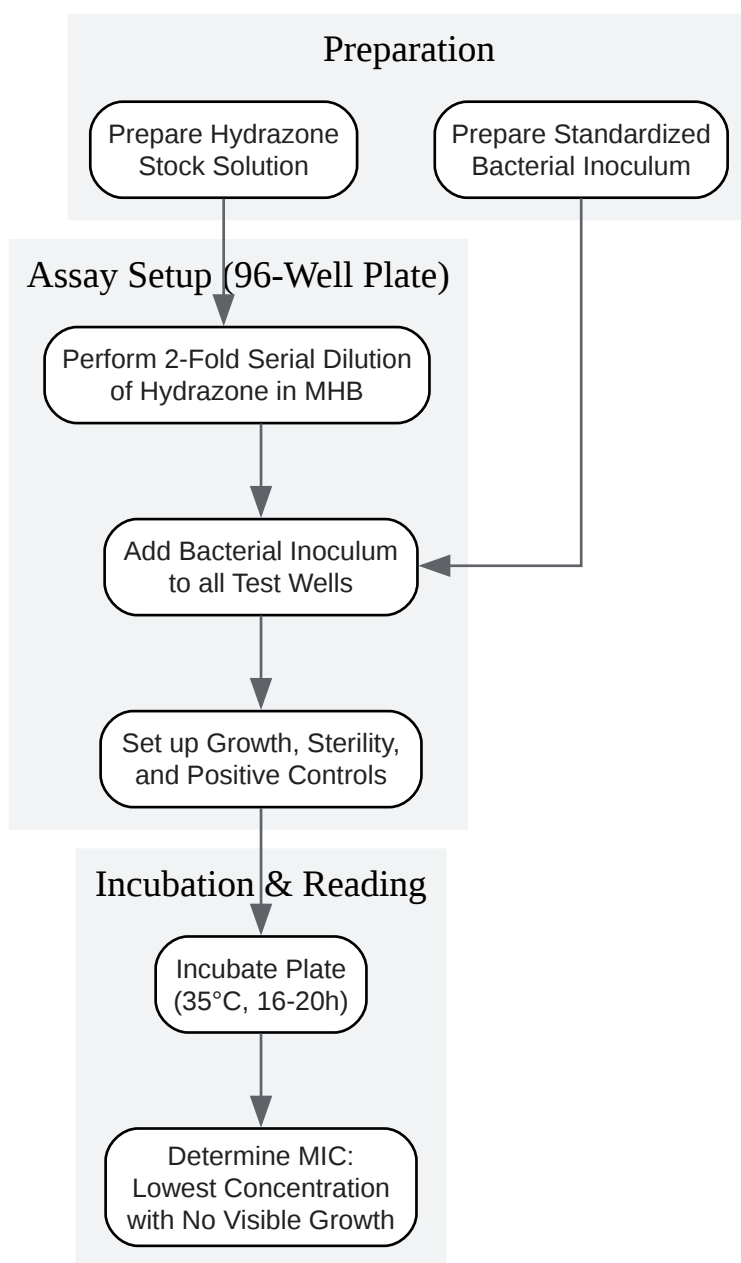 Preparation
Prepare Hydrazone
Stock Solution
Prepare Standardized
Bacterial Inoculum
Assay Setup (96-Well Plate)
Perform 2-Fold Serial Dilution
of Hydrazone in MHB
Add Bacterial Inoculum
to all Test Wells
Set up Growth, Sterility,
and Positive Controls
Incubation & Reading
Incubate Plate
(35°C, 16-20h)
Determine MIC:
Lowest Concentration
with No Visible Growth